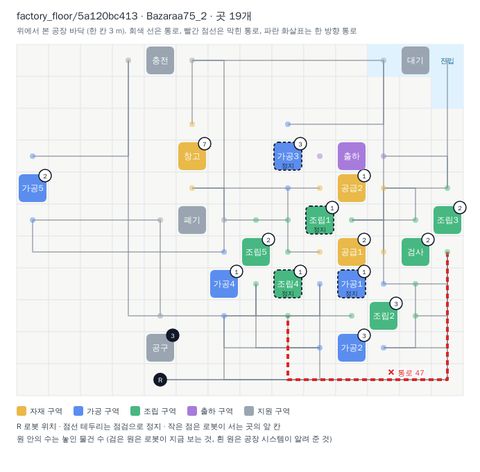 factory_floor/5a120bc413 · Bazaraa75_2 · 곳 19개
위에서 본 공장 바닥 (한 칸 3 m). 회색 선은 통로, 빨간 점선은 막힌 통로, 파란 화살표는 한 방향 통로
충전
대기
진입
창고 7
가공3 3
정지
출하
가공5 2
공급2 1
폐기
조립1 1
정지
조립3 2
조립5 2
공급1 2
검사 2
가공4 1
조립4 1
정지
가공1 1
정지
조립2 3
공구 3
가공2 3
R
✕ 통로 47
자재 구역
가공 구역
조립 구역
출하 구역
지원 구역
R 로봇 위치 · 점선 테두리는 점검으로 정지 · 작은 점은 로봇이 서는 곳의 앞 칸
원 안의 수는 놓인 물건 수 (검은 원은 로봇이 지금 보는 것, 흰 원은 공장 시스템이 알려 준 것)